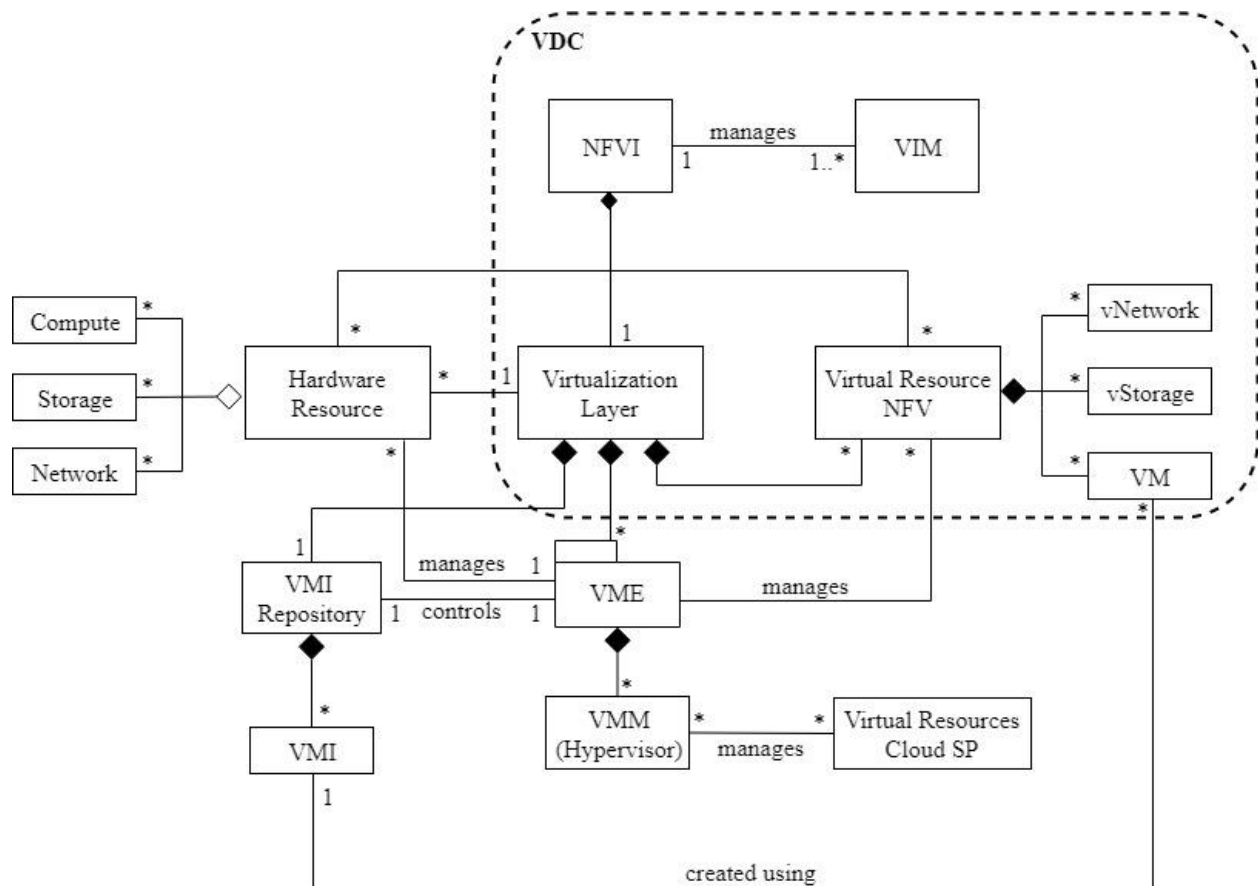 VDC
NFVI
manages
VIM
1
1..*
Compute
*
Storage
*
Network
*
*
Hardware
Resource
*
1
1
Virtualization
Layer
*
Virtual Resource
NFV
*
vNetwork
*
vStorage
*
VM
*
*
*
*
*
1
manages
1
manages
VMI
Repository
1
controls
1
VME
*
VMI
1
*
VMM
(Hypervisor)
*
manages
*
Virtual Resources
Cloud SP
created using